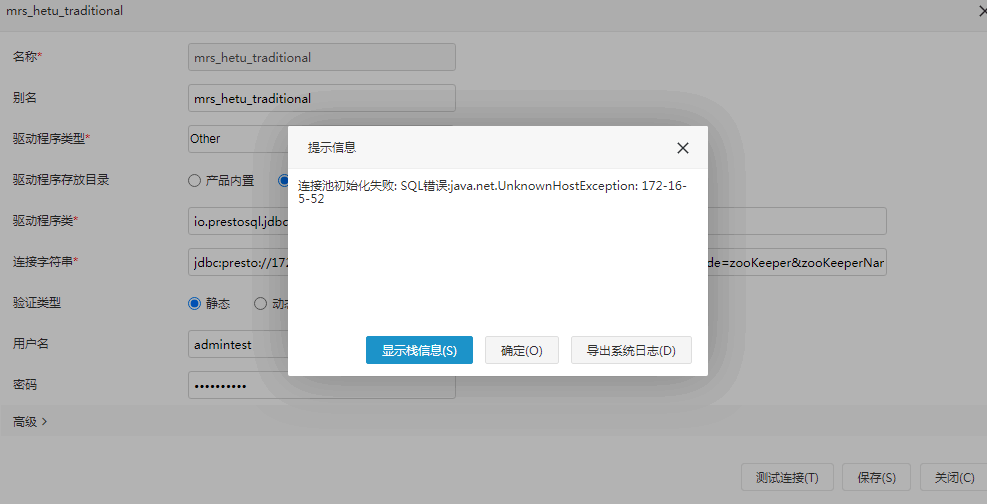 mrs_hetu_traditional
名称* mrs_hetu_traditional
别名 mrs_hetu_traditional
驱动程序类型* Other
驱动程序存放目录 产品内置
驱动程序类* io.prestosql.jdbc
连接字符串* jdbc:presto://172 de=zooKeeper&zooKeeperNar
验证类型 静态 动
用户名 admintest
密码 ••••••••••
高级
提示信息
连接池初始化失败: SQL错误:java.net.UnknownHostException: 172-16-
5-52
显示栈信息(S) 确定(O) 导出系统日志(D)
测试连接(T) 保存(S) 关闭(C)